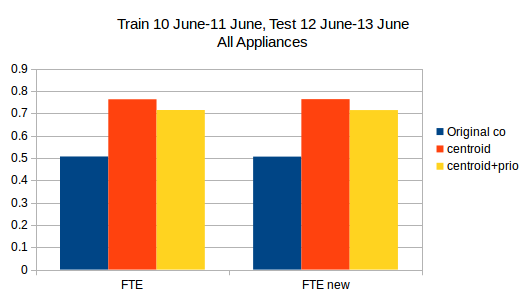 Train 10 June-11 June, Test 12 June-13 June
All Appliances
0.9
0.8
0.7
0.6
0.5
0.4
0.3
0.2
0.1
0
FTE
FTE new
Original co
centroid
centroid+prio